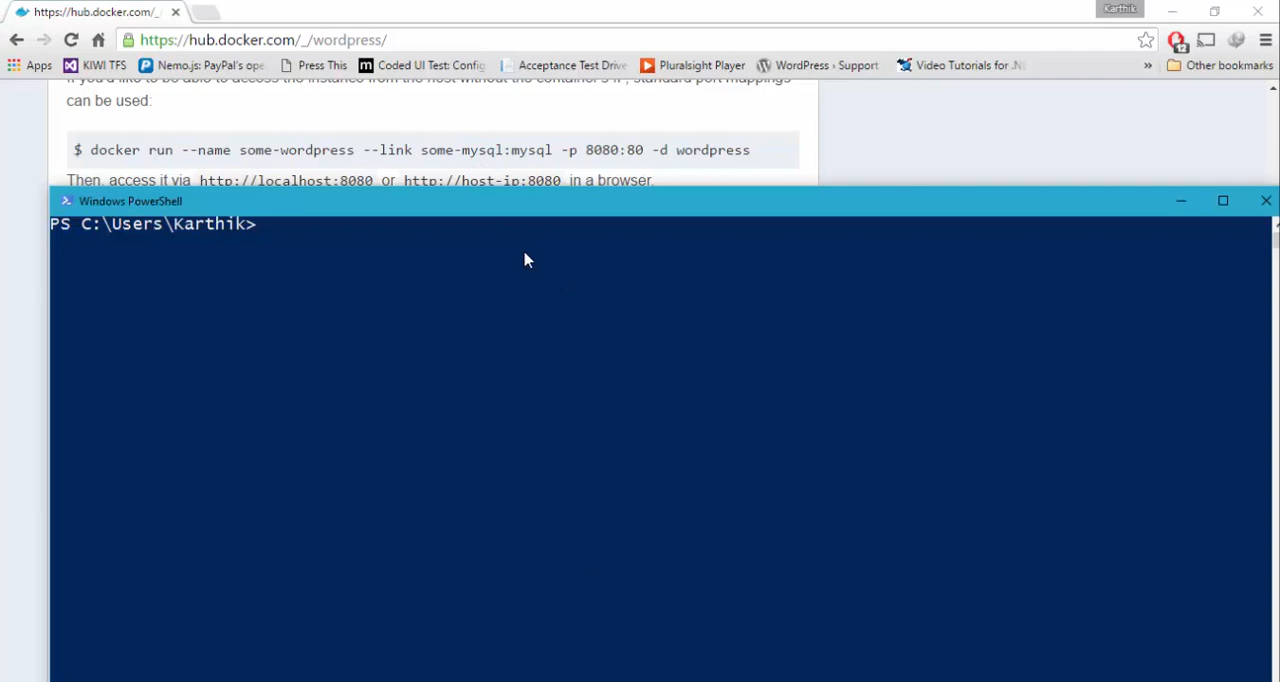 https://hub.docker.com/_/
Karthik
https://hub.docker.com/_/wordpress/
12
Apps KIWI TFS Nemo.js: PayPal's ope Press This Coded UI Test: Config Acceptance Test Drive Pluralsight Player WordPress › Support Video Tutorials for .N » Other bookmarks
If you'd like to be able to access the instance from the host without the container's IP, standard port mappings
can be used:
$ docker run --name some-wordpress --link some-mysql:mysql -p 8080:80 -d wordpress
Then, access it via http://localhost:8080 or http://host-ip:8080 in a browser.
Windows PowerShell
PS C:\Users\Karthik>